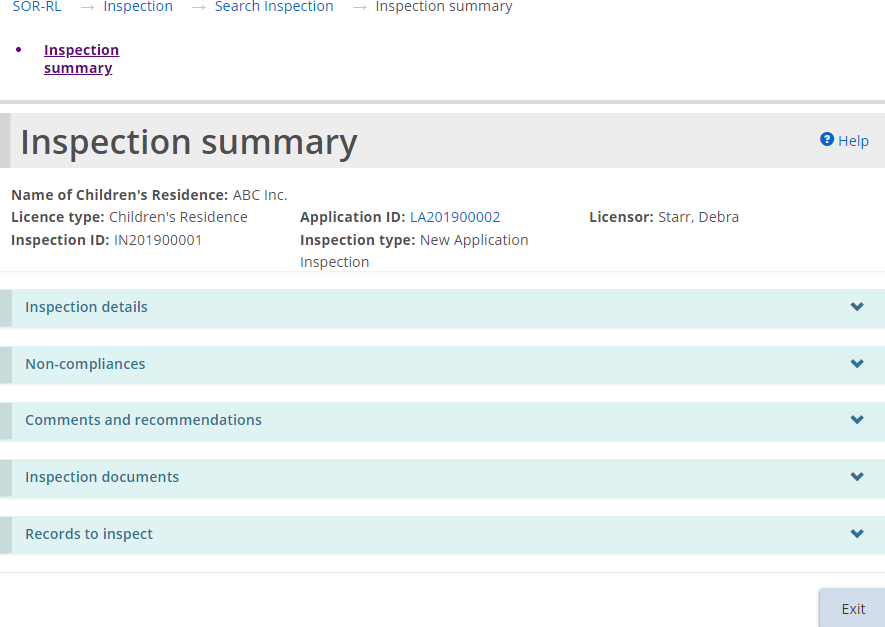 SOR-RL → Inspection → Search Inspection → Inspection summary
• Inspection
summary
Inspection summary
? Help
Name of Children's Residence: ABC Inc.
Licence type: Children's Residence Application ID: LA201900002 Licensor: Starr, Debra
Inspection ID: IN201900001 Inspection type: New Application
Inspection
Inspection details
Non-compliances
Comments and recommendations
Inspection documents
Records to inspect
Exit